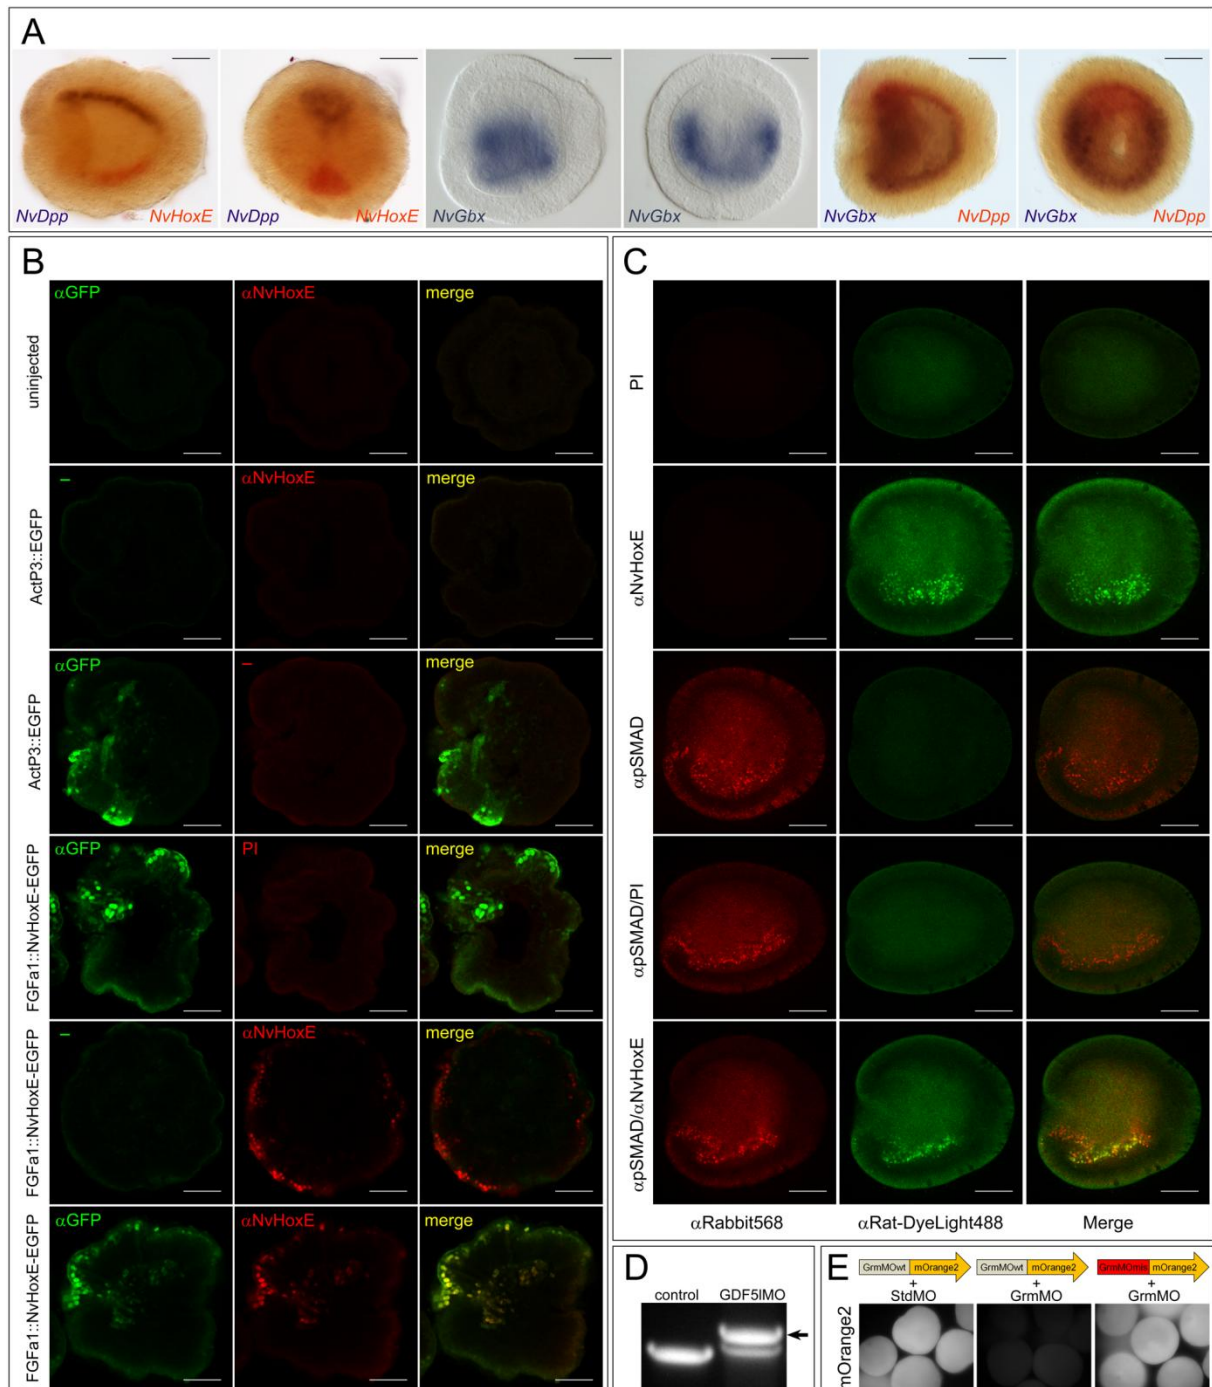 A
NvDpp NvHoxE NvDpp NvHoxE NvGbx NvGbx NvGbx NvDpp NvGbx NvDpp
B
αGFP αNvHoxE merge
uninjected
– αNvHoxE merge
ActP3::EGFP
αGFP – merge
ActP3::EGFP
αGFP PI merge
FGFa1::NvHoxE-EGFP
– αNvHoxE merge
FGFa1::NvHoxE-EGFP
αGFP αNvHoxE merge
FGFa1::NvHoxE-EGFP
C
PI
αNvHoxE
αpSMAD
αpSMAD/PI
αpSMAD/αNvHoxE
αRabbit568 αRat-DyeLight488 Merge
D
control GDF5lMO
E
GrmMOwt mOrange2 GrmMOwt mOrange2 GrmMOmis mOrange2
+ + +
StdMO GrmMO GrmMO
mOrange2